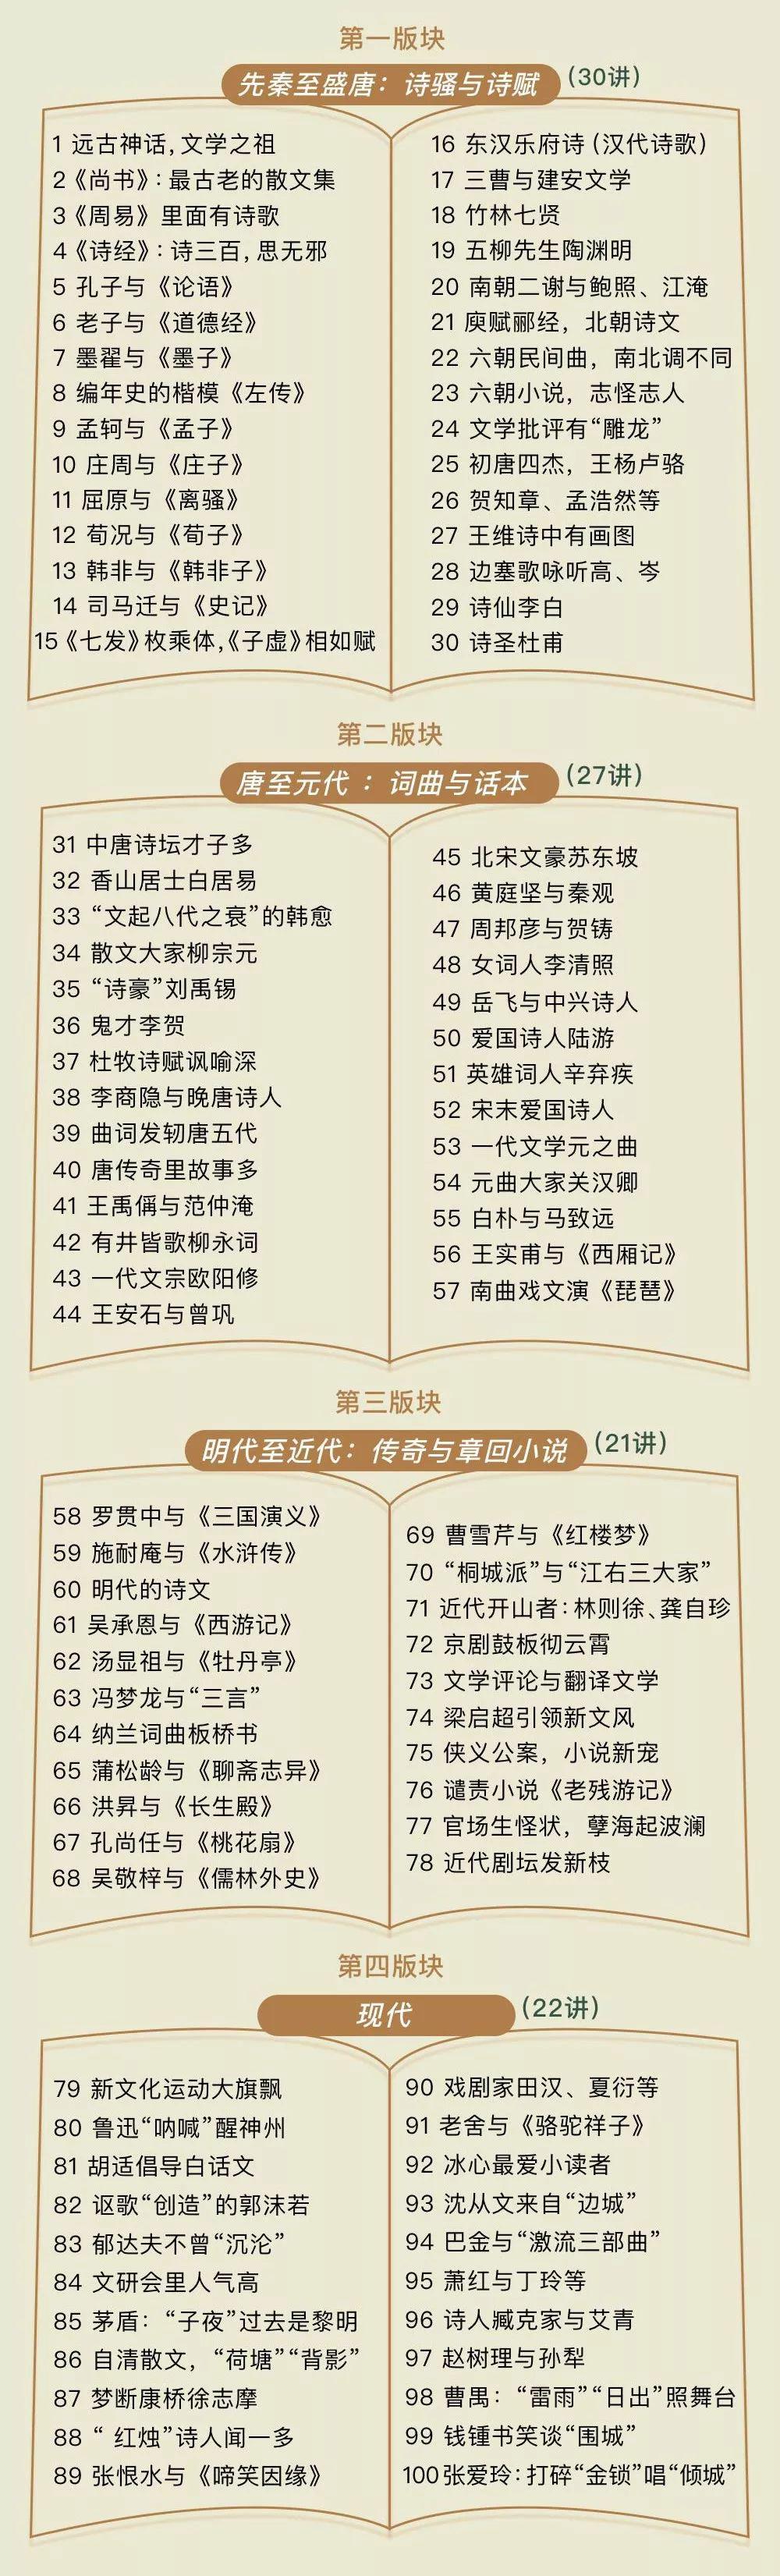 第一版块
先秦至盛唐：诗骚与诗赋
(30讲)
1 远古神话,文学之祖
2《尚书》：最古老的散文集
3《周易》里面有诗歌
4《诗经》：诗三百,思无邪
5 孔子与《论语》
6 老子与《道德经》
7 墨翟与《墨子》
8 编年史的楷模《左传》
9 孟轲与《孟子》
10 庄周与《庄子》
11 屈原与《离骚》
12 荀况与《荀子》
13 韩非与《韩非子》
14 司马迁与《史记》
15《七发》枚乘体,《子虚》相如赋
16 东汉乐府诗(汉代诗歌)
17 三曹与建安文学
18 竹林七贤
19 五柳先生陶渊明
20 南朝二谢与鲍照、江淹
21 庾赋郦经，北朝诗文
22 六朝民间曲，南北调不同
23 六朝小说，志怪志人
24 文学批评有“雕龙”
25 初唐四杰，王杨卢骆
26 贺知章、孟浩然等
27 王维诗中有画图
28 边塞歌咏听高、岑
29 诗仙李白
30 诗圣杜甫
第二版块
唐至元代 ：词曲与话本
(27讲)
31 中唐诗坛才子多
32 香山居士白居易
33 “文起八代之衰”的韩愈
34 散文大家柳宗元
35 “诗豪”刘禹锡
36 鬼才李贺
37 杜牧诗赋讽喻深
38 李商隐与晚唐诗人
39 曲词发轫唐五代
40 唐传奇里故事多
41 王禹偁与范仲淹
42 有井皆歌柳永词
43 一代文宗欧阳修
44 王安石与曾巩
45 北宋文豪苏东坡
46 黄庭坚与秦观
47 周邦彦与贺铸
48 女词人李清照
49 岳飞与中兴诗人
50 爱国诗人陆游
51 英雄词人辛弃疾
52 宋末爱国诗人
53 一代文学元之曲
54 元曲大家关汉卿
55 白朴与马致远
56 王实甫与《西厢记》
57 南曲戏文演《琵琶》
第三版块
明代至近代：传奇与章回小说
(21讲)
58 罗贯中与《三国演义》
59 施耐庵与《水浒传》
60 明代的诗文
61 吴承恩与《西游记》
62 汤显祖与《牡丹亭》
63 冯梦龙与“三言”
64 纳兰词曲板桥书
65 蒲松龄与《聊斋志异》
66 洪昇与《长生殿》
67 孔尚任与《桃花扇》
68 吴敬梓与《儒林外史》
69 曹雪芹与《红楼梦》
70 “桐城派”与“江右三大家”
71 近代开山者：林则徐、龚自珍
72 京剧鼓板彻云霄
73 文学评论与翻译文学
74 梁启超引领新文风
75 侠义公案，小说新宠
76 谴责小说《老残游记》
77 官场生怪状，孽海起波澜
78 近代剧坛发新枝
第四版块
现代
(22讲)
79 新文化运动大旗飘
80 鲁迅“呐喊”醒神州
81 胡适倡导白话文
82 讴歌“创造”的郭沫若
83 郁达夫不曾“沉沦”
84 文研会里人气高
85 茅盾：“子夜”过去是黎明
86 自清散文，“荷塘”“背影”
87 梦断康桥徐志摩
88 “ 红烛”诗人闻一多
89 张恨水与《啼笑因缘》
90 戏剧家田汉、夏衍等
91 老舍与《骆驼祥子》
92 冰心最爱小读者
93 沈从文来自“边城”
94 巴金与“激流三部曲”
95 萧红与丁玲等
96 诗人臧克家与艾青
97 赵树理与孙犁
98 曹禺：“雷雨”“日出”照舞台
99 钱锺书笑谈“围城”
100张爱玲：打碎“金锁”唱“倾城”